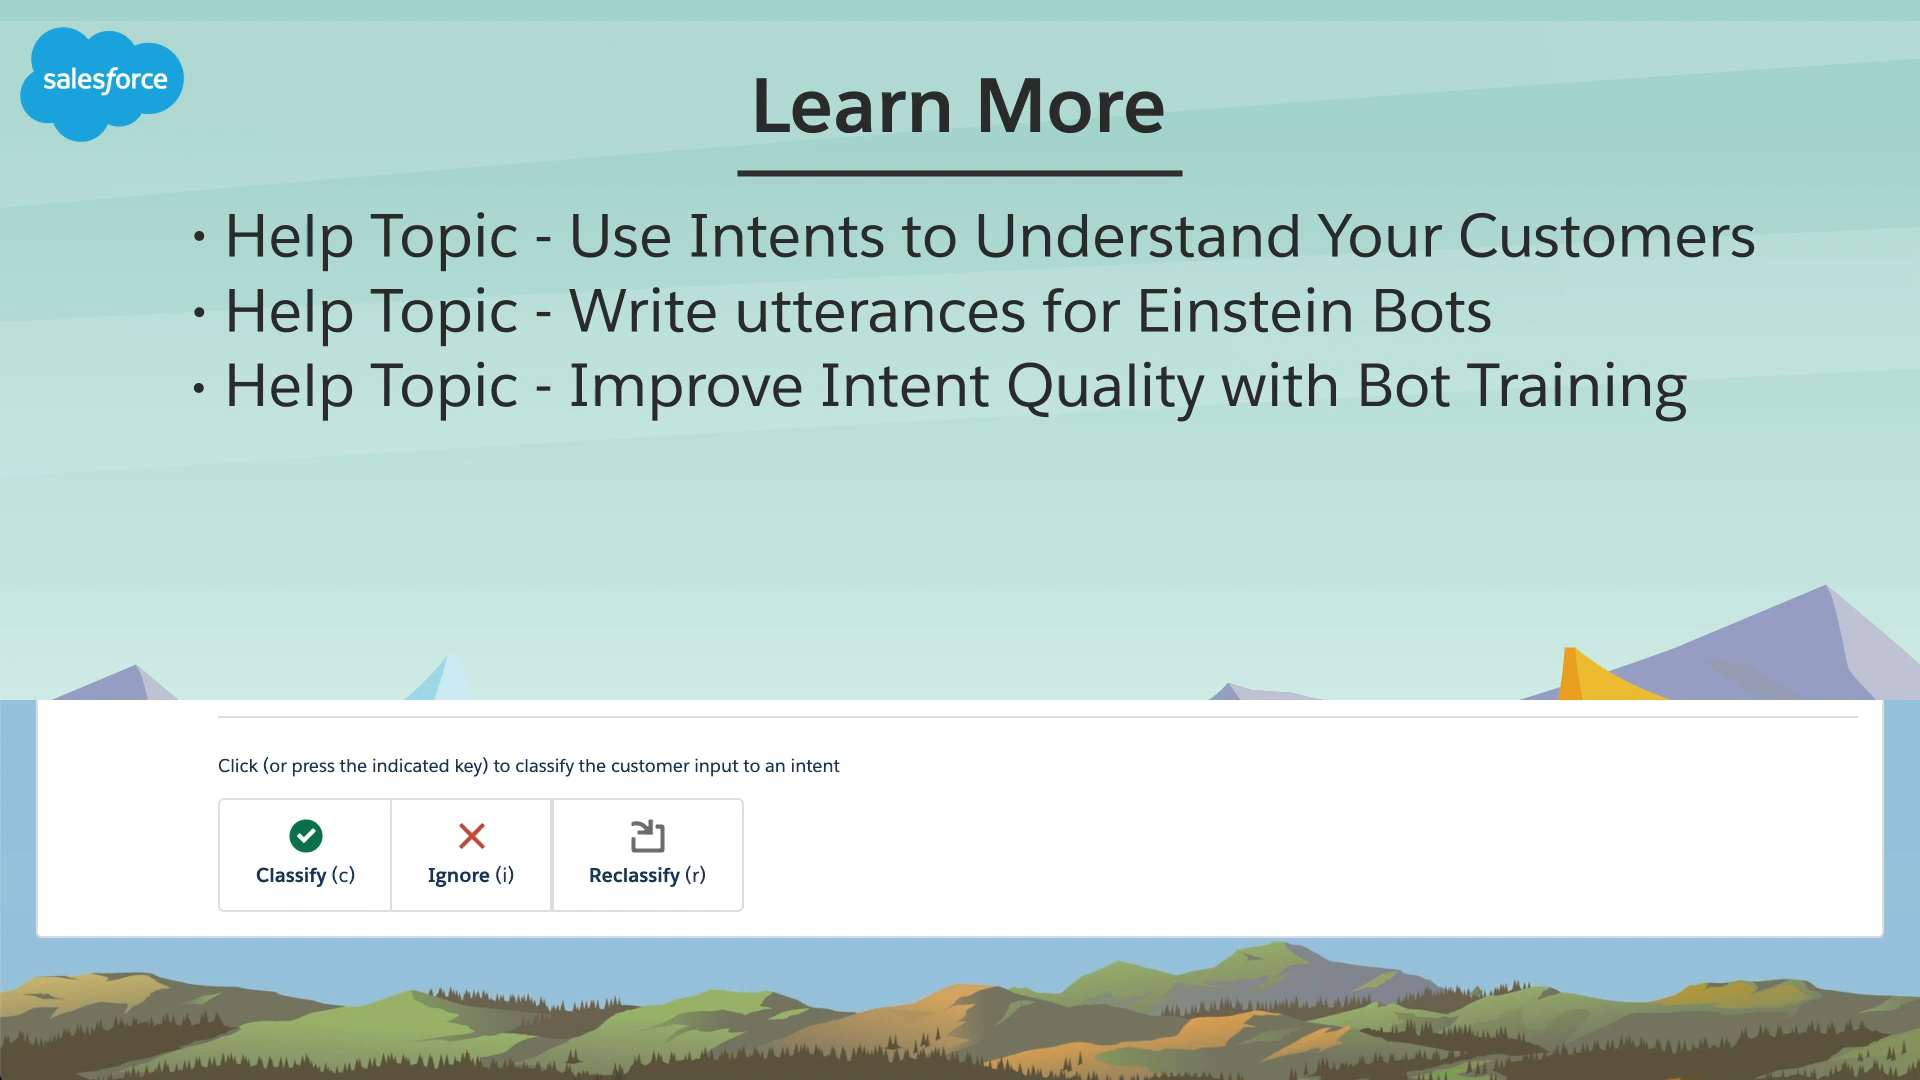 salesforce
Learn More
• Help Topic - Use Intents to Understand Your Customers
• Help Topic - Write utterances for Einstein Bots
• Help Topic - Improve Intent Quality with Bot Training
Click (or press the indicated key) to classify the customer input to an intent
Classify (c) Ignore (i) Reclassify (r)